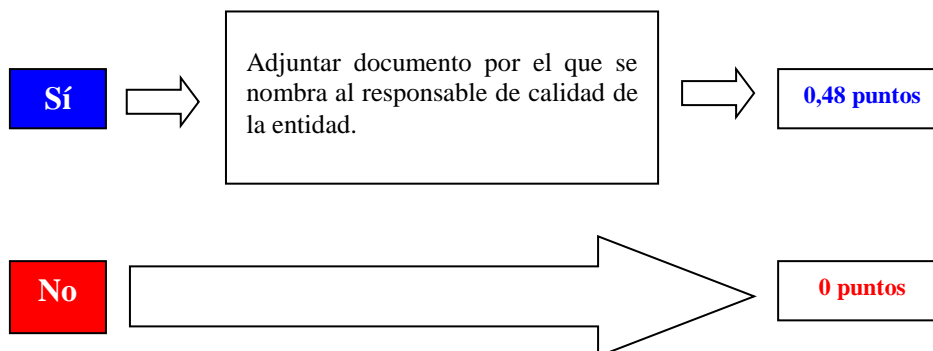 Sí
Adjuntar documento por el que se
nombra al responsable de calidad de
la entidad.
0,48 puntos
No
0 puntos